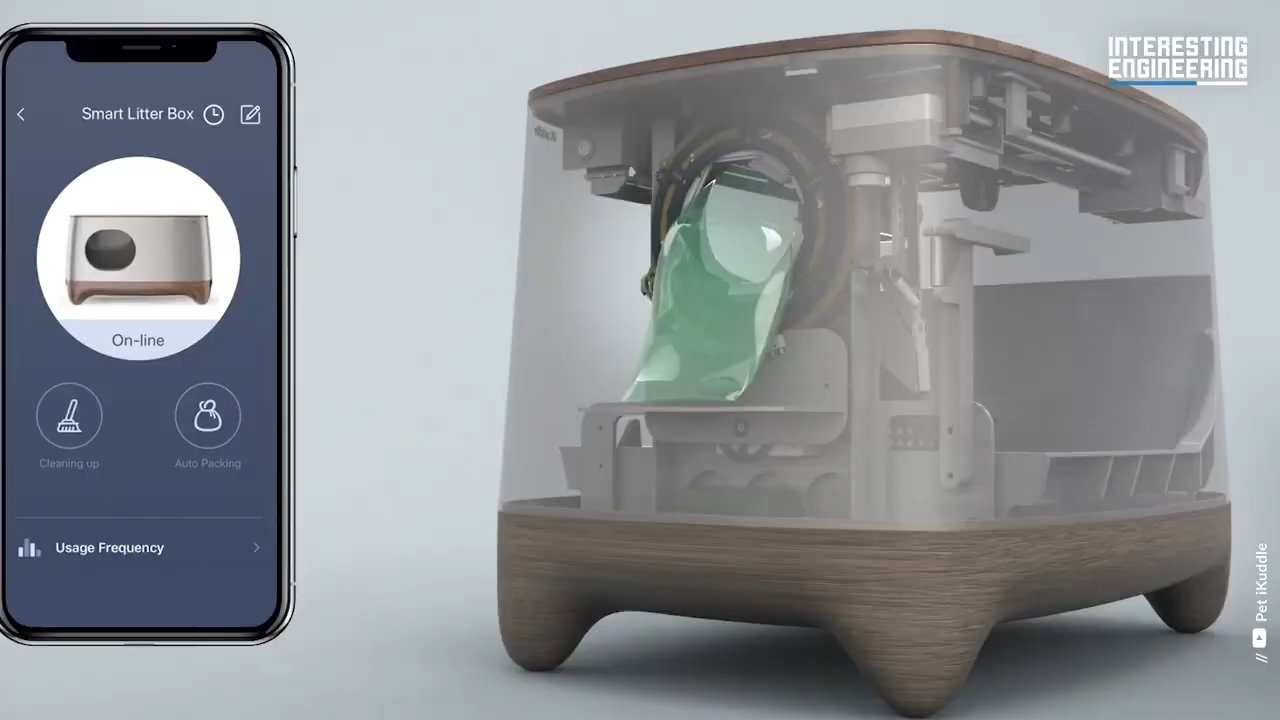 Smart Litter Box
On-line
Cleaning up
Auto Packing
Usage Frequency
INTERESTING
ENGINEERING
// Pet iKuddle